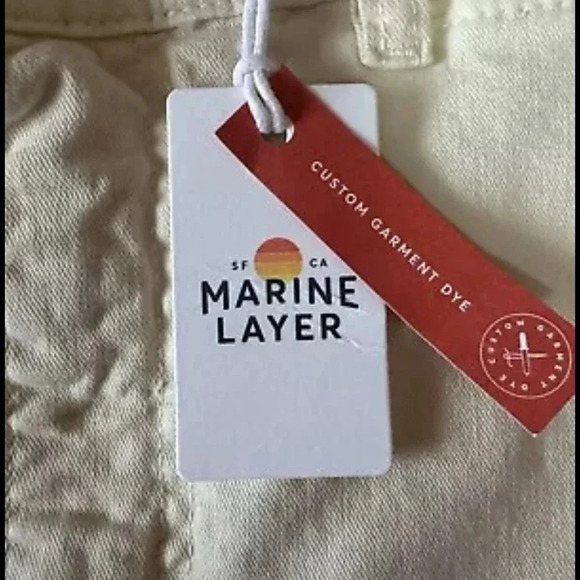 CUSTOM GARMENT DYE
SF CA
MARINE
LAYER
CUSTOM GARMENT DYE